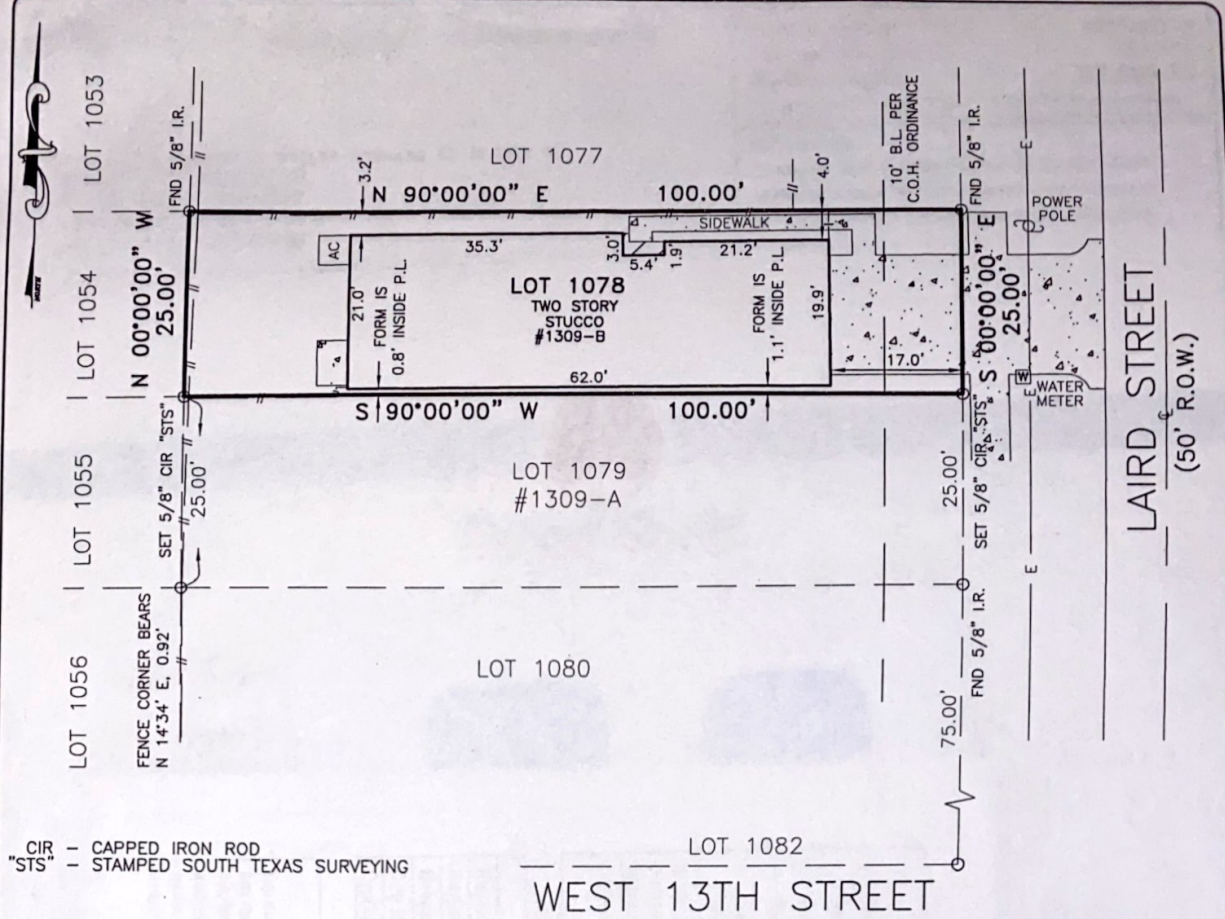 LOT 1053
LOT 1054
LOT 1055
LOT 1056
FND 5/8" I.R.
N 00°00'00" W
25.00'
SET 5/8" CIR "STS"
25.00'
FENCE CORNER BEARS
N 14°34' E, 0.92'
LOT 1077
3.2'
N 90°00'00" E 100.00'
4.0'
10' B.L. PER
C.O.H. ORDINANCE
FND 5/8" I.R.
E
POWER
POLE
SIDEWALK
AC
35.3'
3.0'
5.4'
1.9'
21.2'
21.0'
FORM IS
0.8' INSIDE P.L.
LOT 1078
TWO STORY
STUCCO
#1309-B
FORM IS
1.1' INSIDE P.L.
19.9'
17.0'
62.0'
S 00°00'00" E
25.00'
W
WATER
METER
E
S 90°00'00" W 100.00'
LOT 1079
#1309-A
25.00'
SET 5/8" CIR "STS"
E
LAIRD STREET
(50' R.O.W.)
LOT 1080
FND 5/8" I.R.
75.00'
CIR - CAPPED IRON ROD
"STS" - STAMPED SOUTH TEXAS SURVEYING
LOT 1082
WEST 13TH STREET